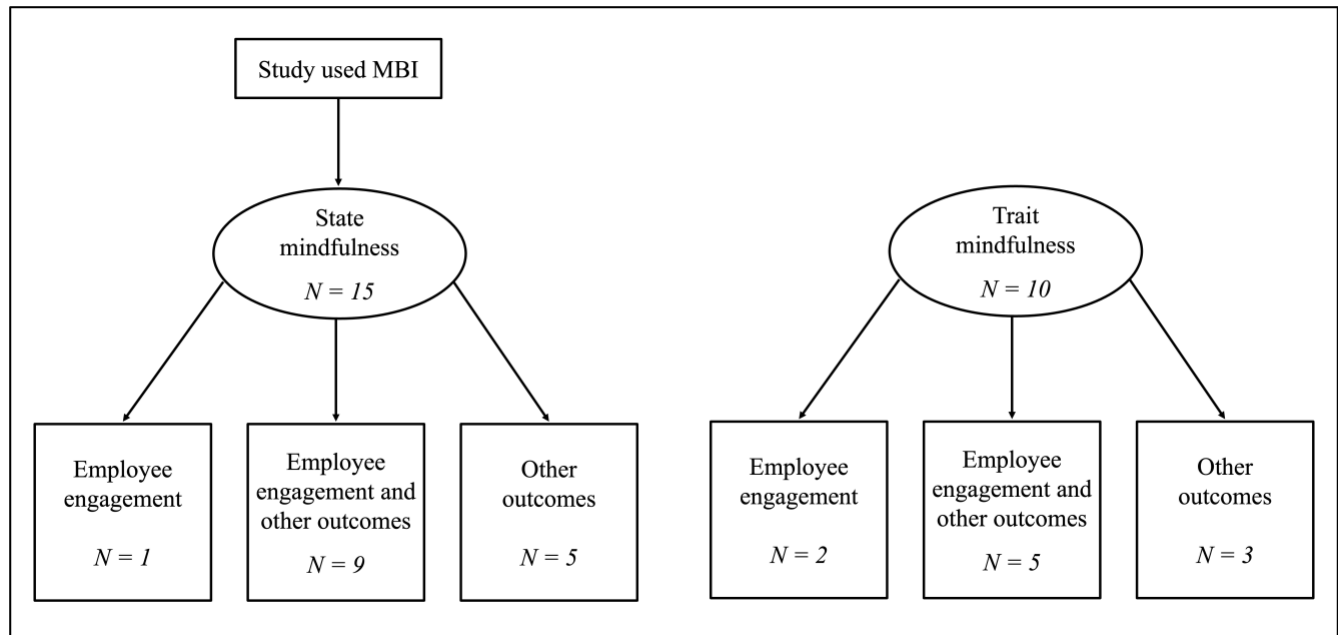 Study used MBI
State
mindfulness
N = 15
Trait
mindfulness
N = 10
Employee
engagement
N = 1
Employee
engagement and
other outcomes
N = 9
Other
outcomes
N = 5
Employee
engagement
N = 2
Employee
engagement and
other outcomes
N = 5
Other
outcomes
N = 3